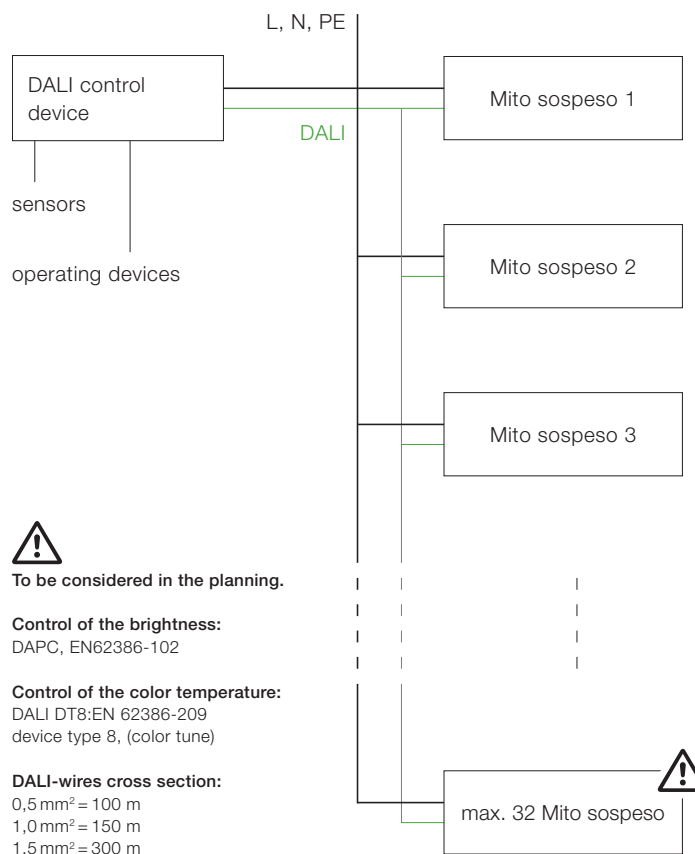 L, N, PE
DALI control
device
Mito sospeso 1
DALI
sensors
Mito sospeso 2
operating devices
Mito sospeso 3
To be considered in the planning.
Control of the brightness:
DAPC, EN62386-102
Control of the color temperature:
DALI DT8:EN 62386-209
device type 8, (color tune)
DALI-wires cross section:
0,5 mm² = 100 m
1,0 mm² = 150 m
1,5 mm² = 300 m
max. 32 Mito sospeso